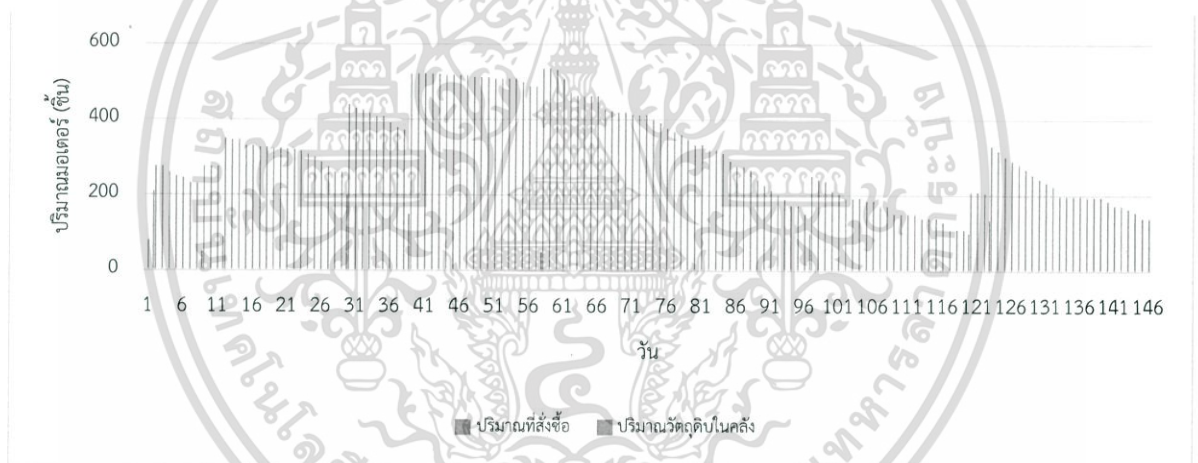 600
400
200
0
ปริมาณมอเตอร์ (ชิ้น)
1 6 11 16 21 26 31 36 41 46 51 56 61 66 71 76 81 86 91 96 101 106 111 116 121 126 131 136 141 146
วัน
ปริมาณที่สั่งซื้อ ปริมาณวัตถุดิบในคลัง